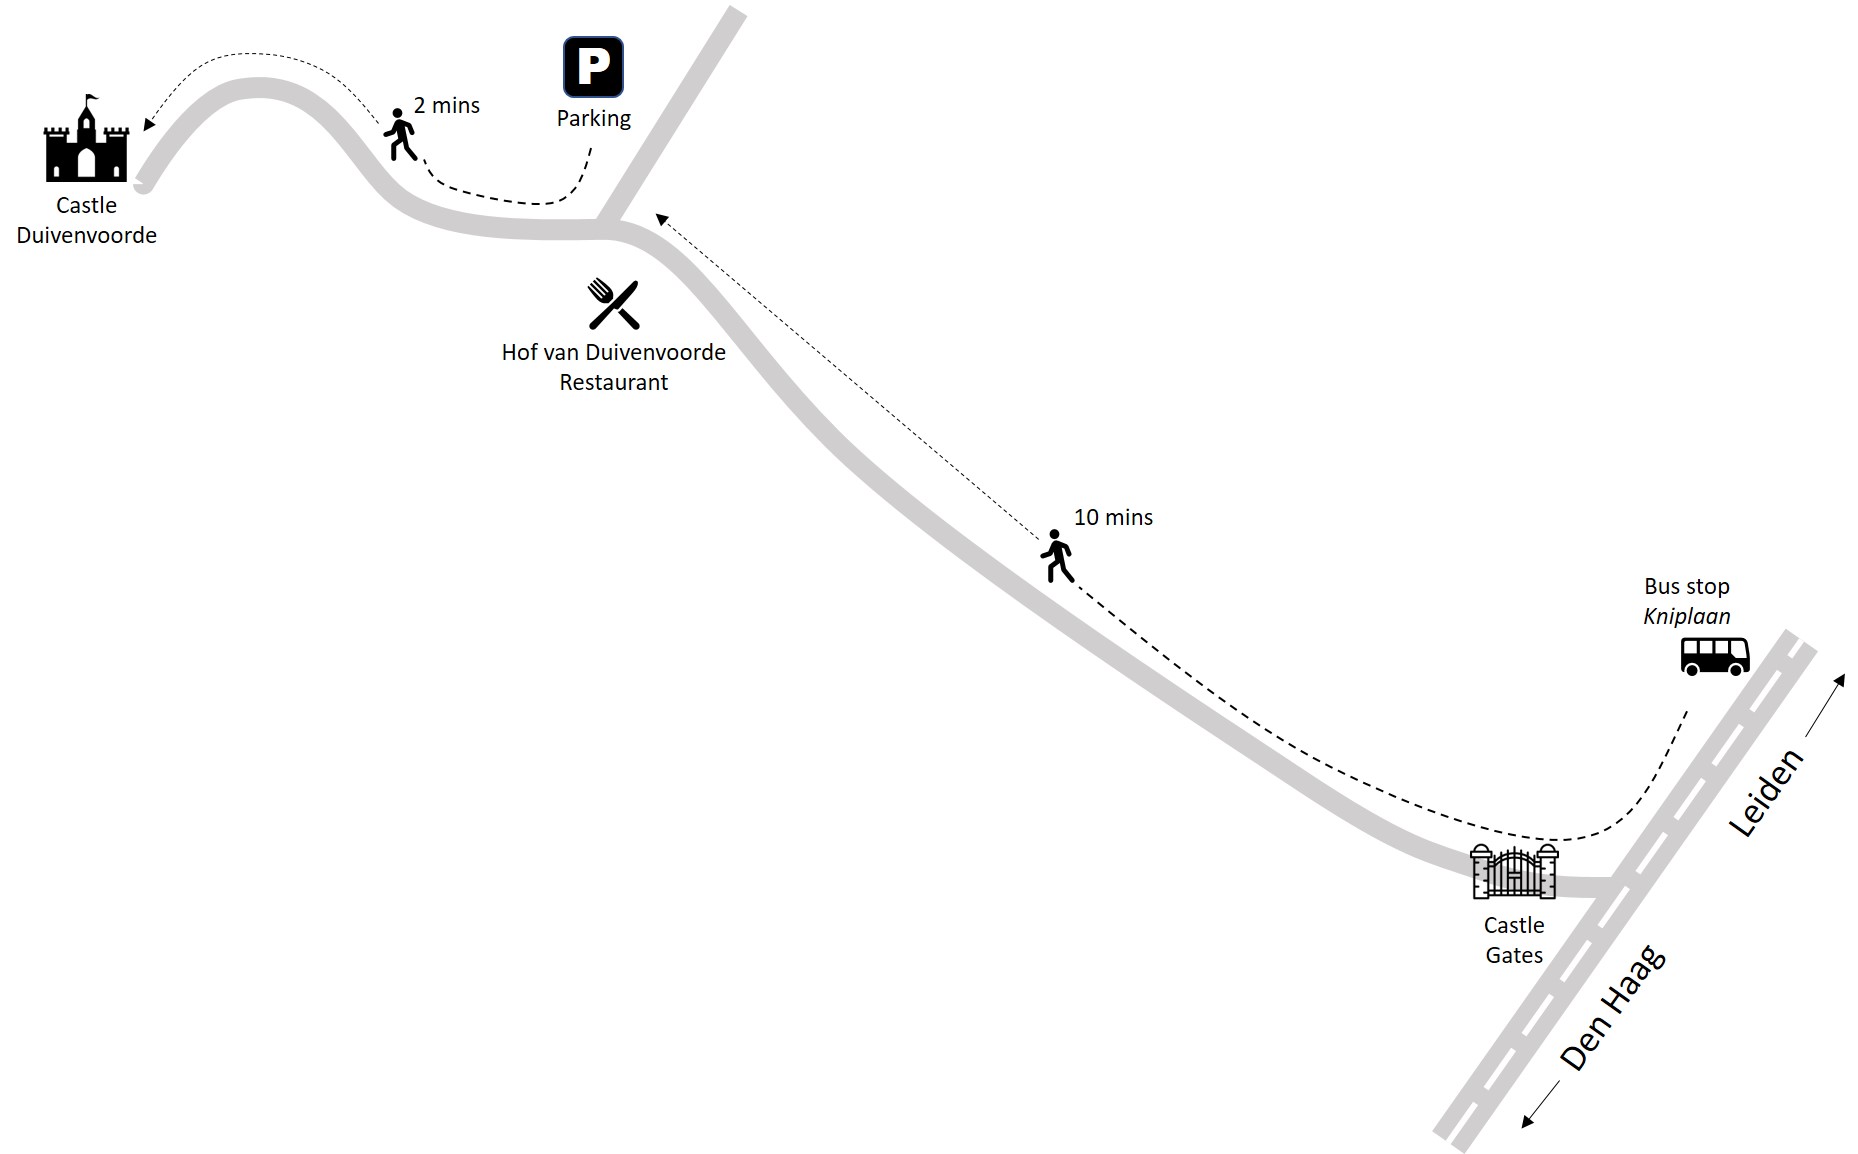 P
Parking
2 mins
Castle
Duivenvoorde
Hof van Duivenvoorde
Restaurant
10 mins
Bus stop
Kniplaan
Leiden
Castle
Gates
Den Haag